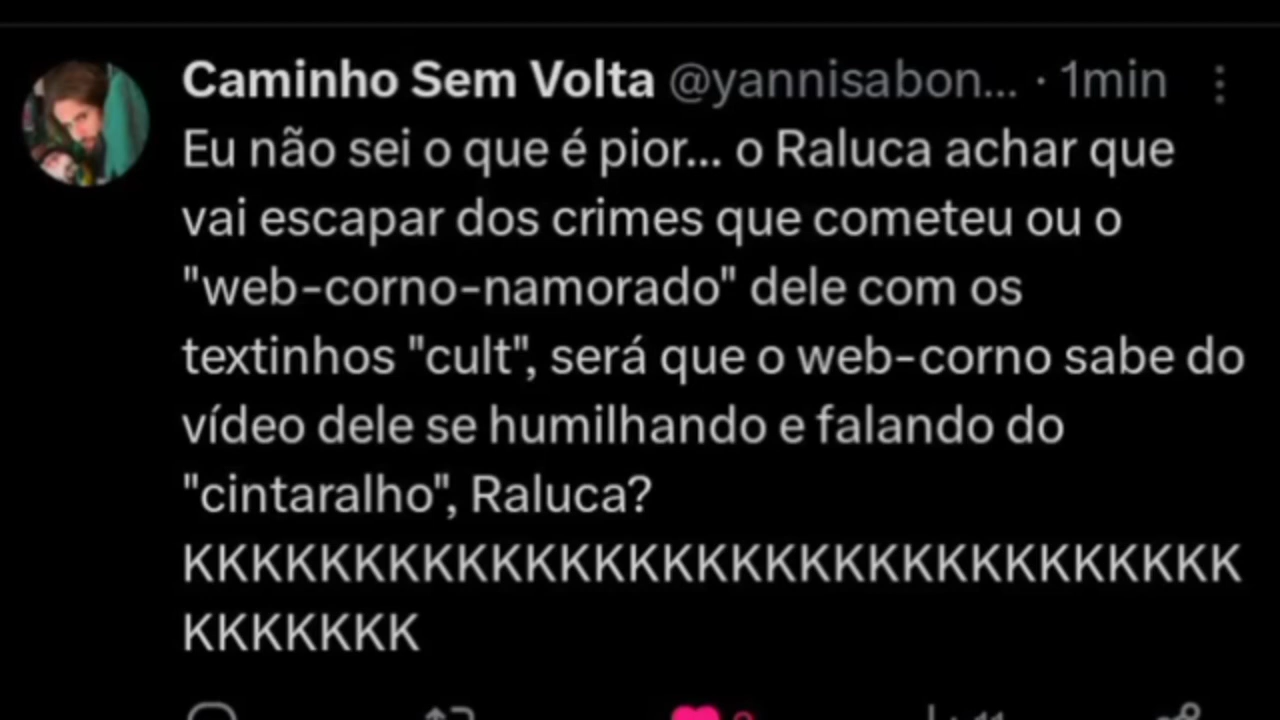 Caminho Sem Volta @yannisabon... · 1min
Eu não sei o que é pior... o Raluca achar que
vai escapar dos crimes que cometeu ou o
"web-corno-namorado" dele com os
textinhos "cult", será que o web-corno sabe do
vídeo dele se humilhando e falando do
"cintaralho", Raluca?
KKKKKKKKKKKKKKKKKKKKKKKKKKKKKKK
KKKKKKK